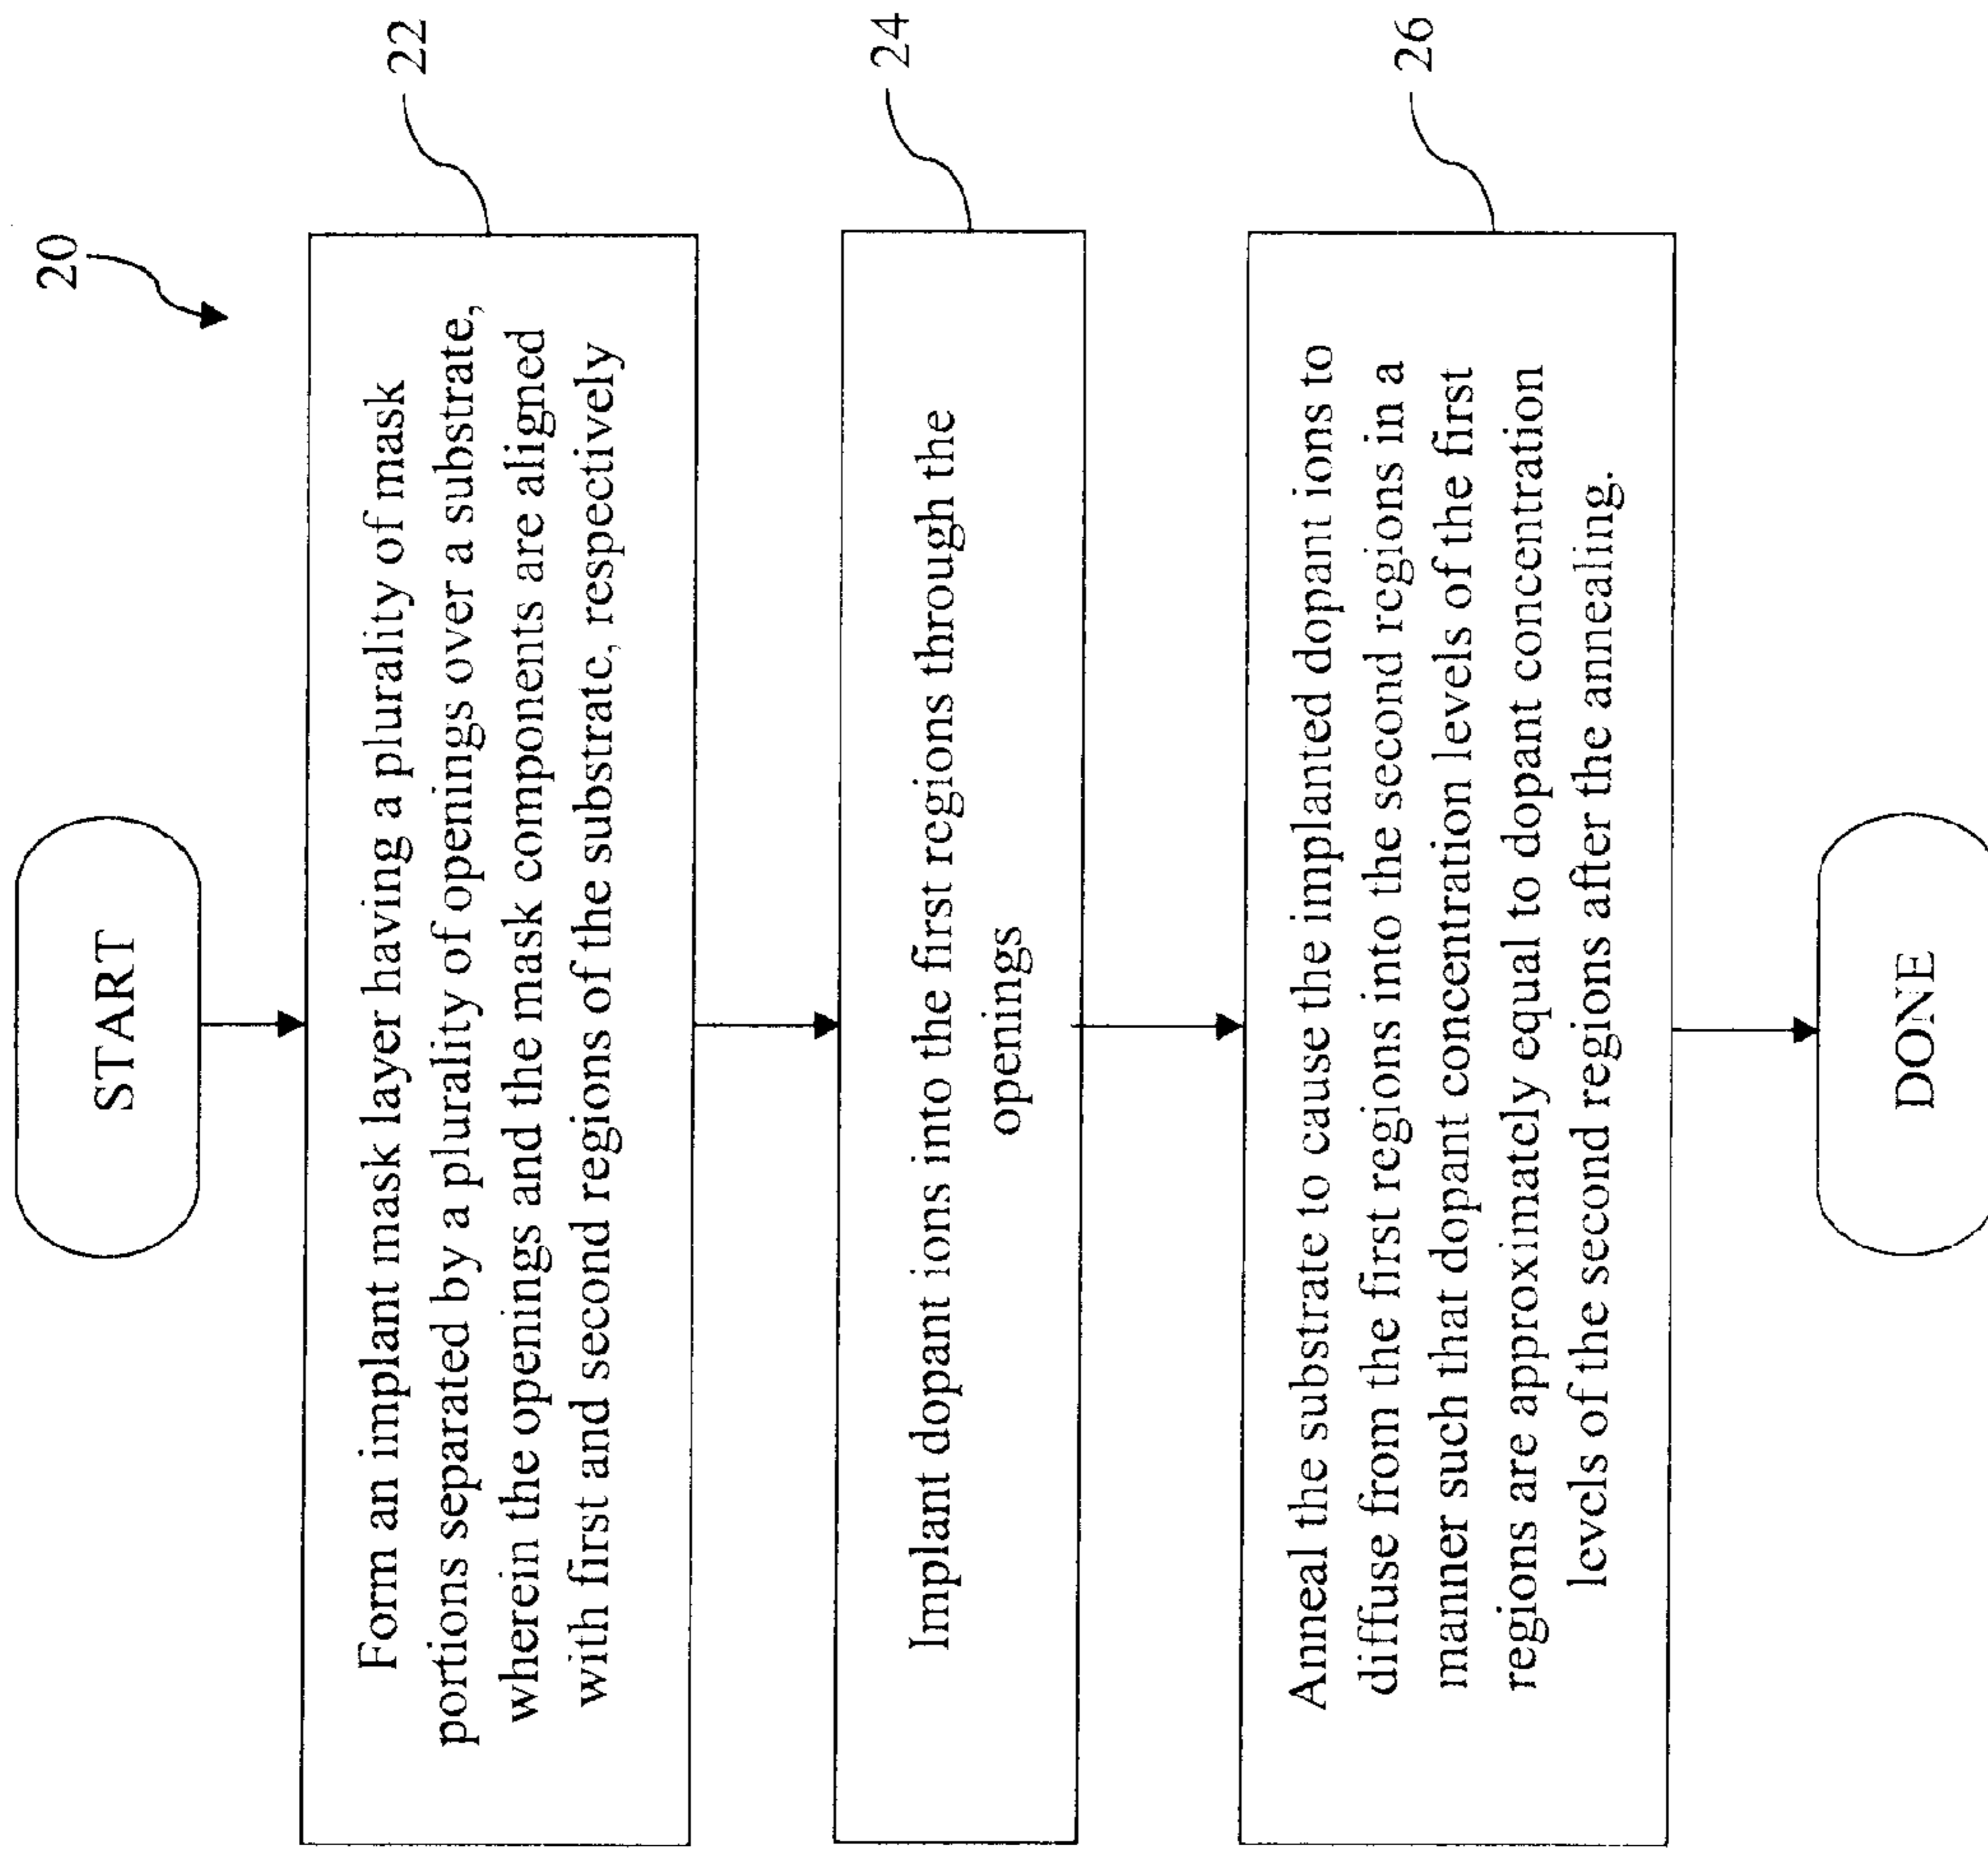 20
START
Form an implant mask layer having a plurality of mask
portions separated by a plurality of openings over a substrate,
wherein the openings and the mask components are aligned
with first and second regions of the substrate, respectively
22
Implant dopant ions into the first regions through the
openings
24
Anneal the substrate to cause the implanted dopant ions to
diffuse from the first regions into the second regions in a
manner such that dopant concentration levels of the first
regions are approximately equal to dopant concentration
levels of the second regions after the annealing.
26
DONE